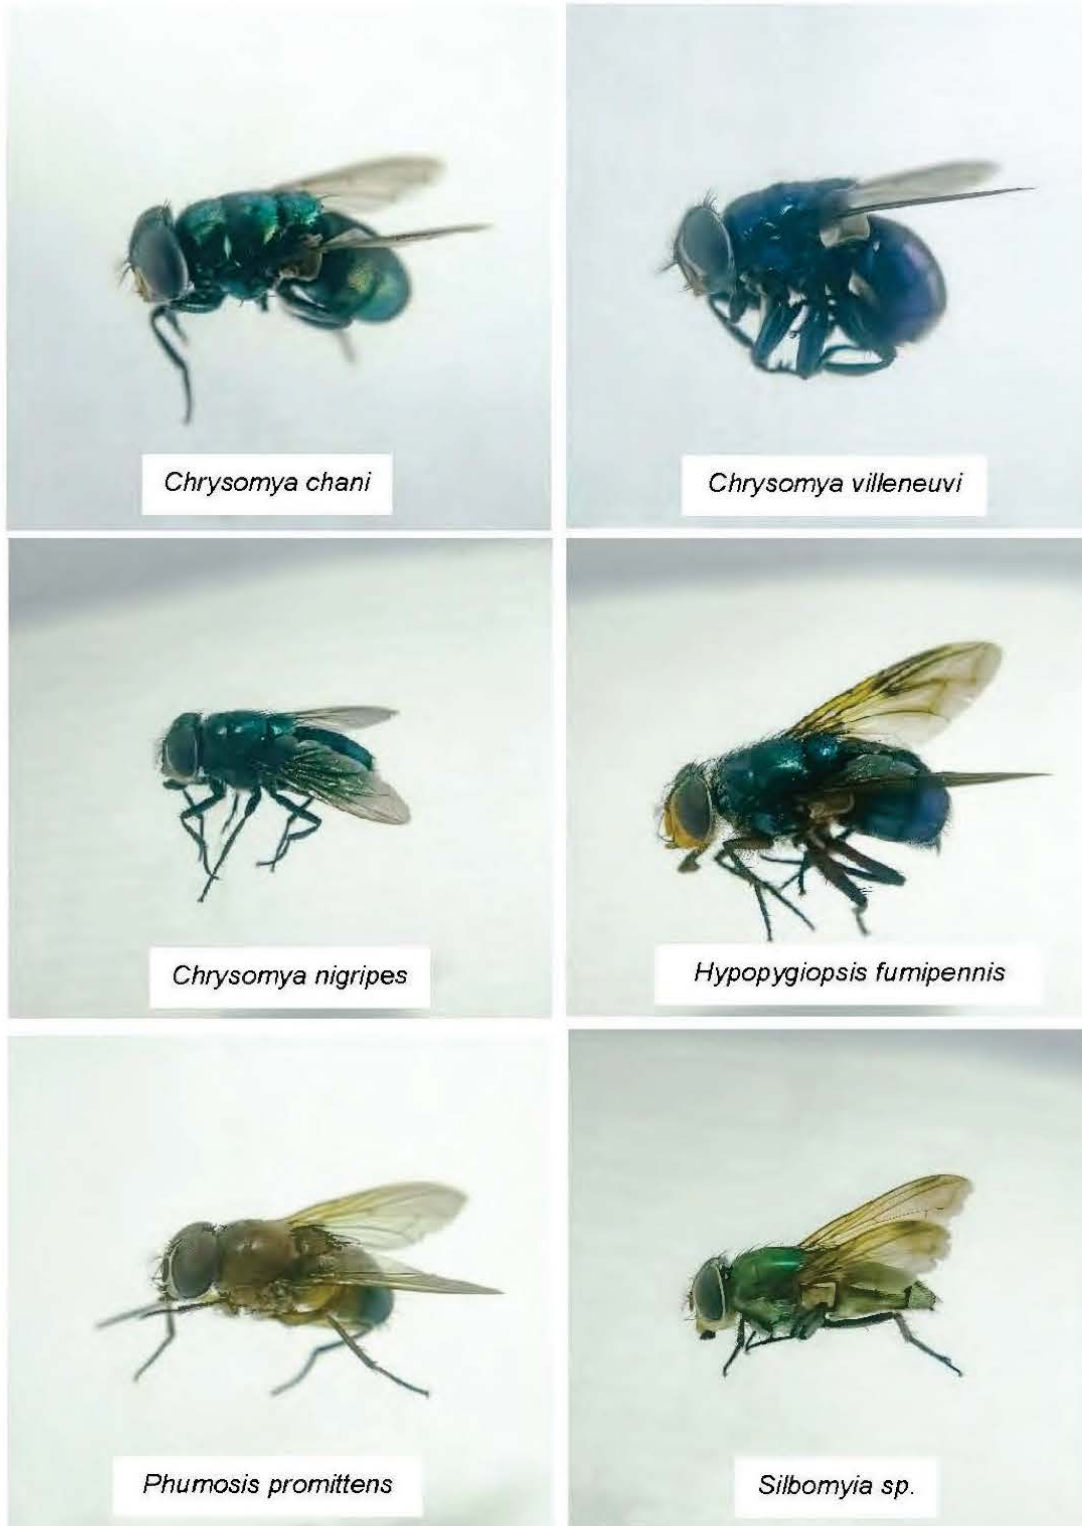 Chrysomya chani
Chrysomya villeneuvi
Chrysomya nigripes
Hypopygiopsis fumipennis
Phumosis promittens
Silbomyia sp.